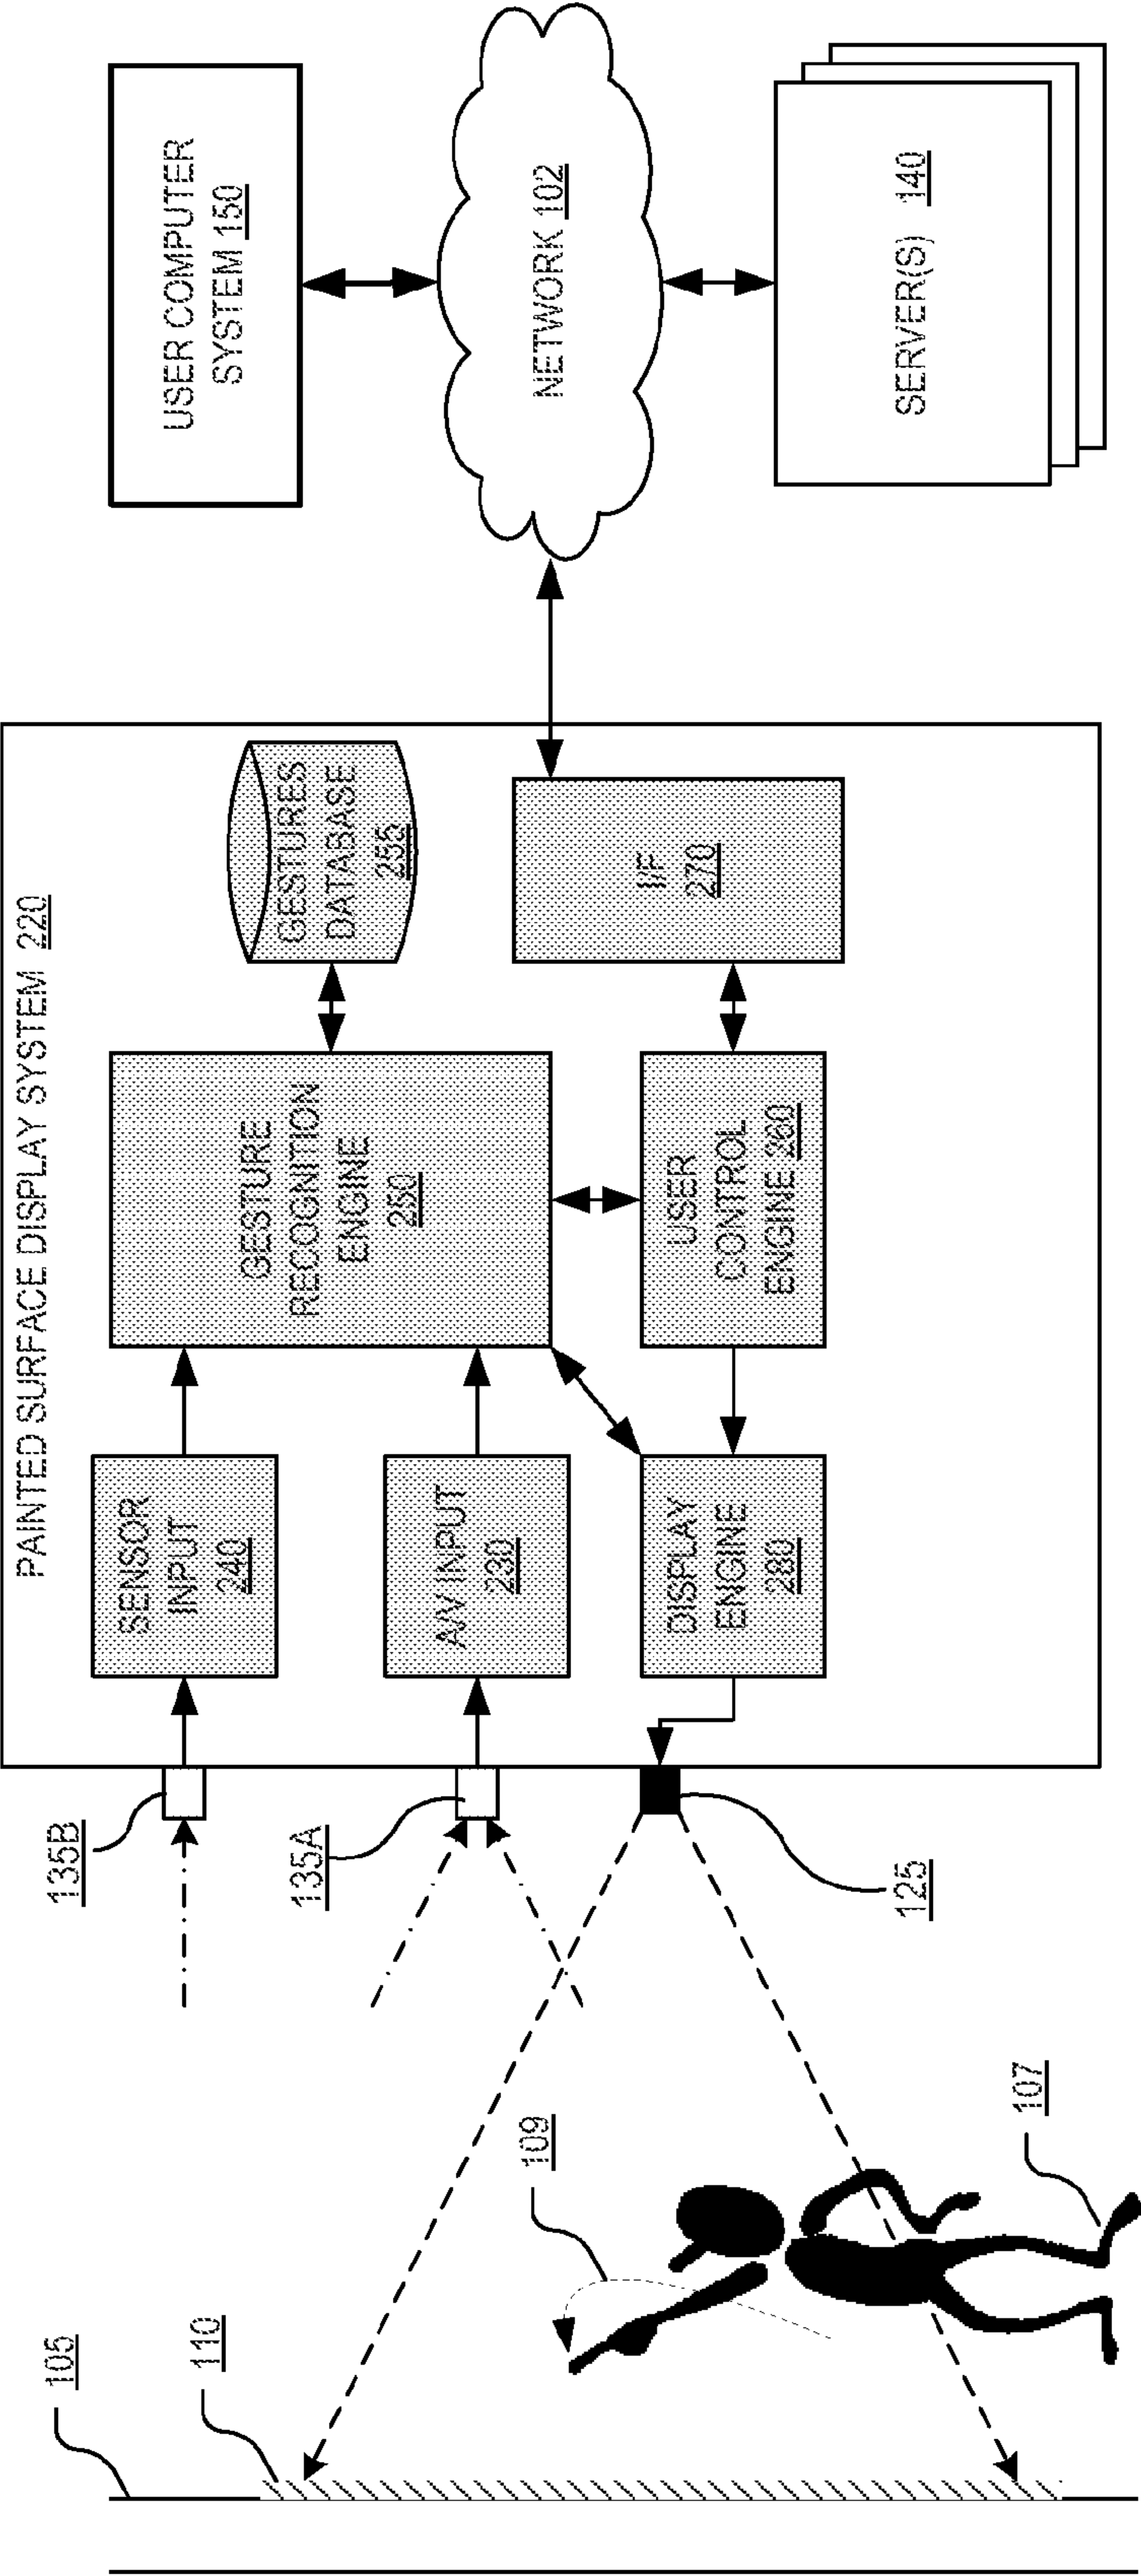 PAINTED SURFACE DISPLAY SYSTEM 220
105
110
109
107
135B
135A
125
SENSOR
INPUT
240
A/V INPUT
230
DISPLAY
ENGINE
280
GESTURE
RECOGNITION
ENGINE
250
USER
CONTROL
ENGINE 260
GESTURES
DATABASE
255
I/F
270
USER COMPUTER
SYSTEM 150
NETWORK 102
SERVER(S) 140